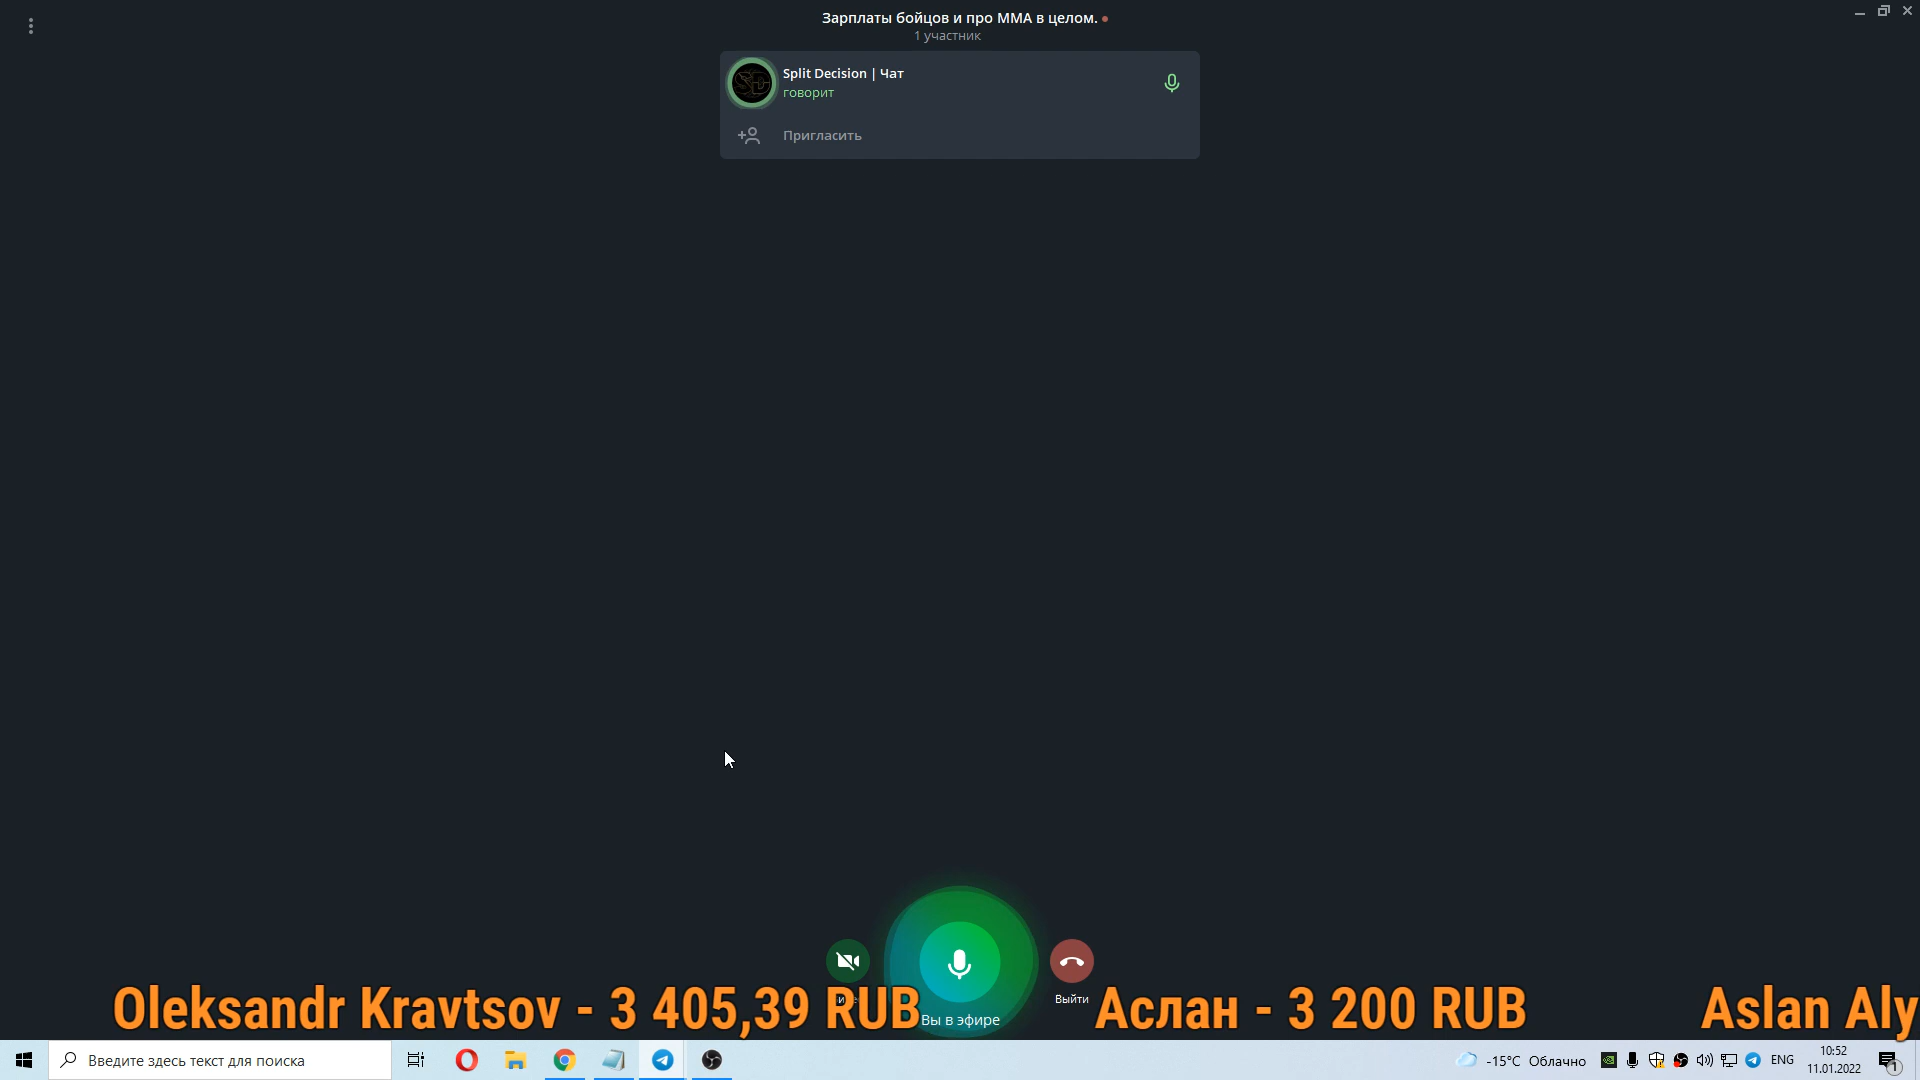 Зарплаты бойцов и про ММА в целом.
1 участник
Split Decision | Чат
говорит
Пригласить
Выйти
Oleksandr Kravtsov - 3 405,39 RUB
Аслан - 3 200 RUB
Aslan Aly
Вы в эфире
Введите здесь текст для поиска
-15°C Облачно
ENG
10:52
11.01.2022
1